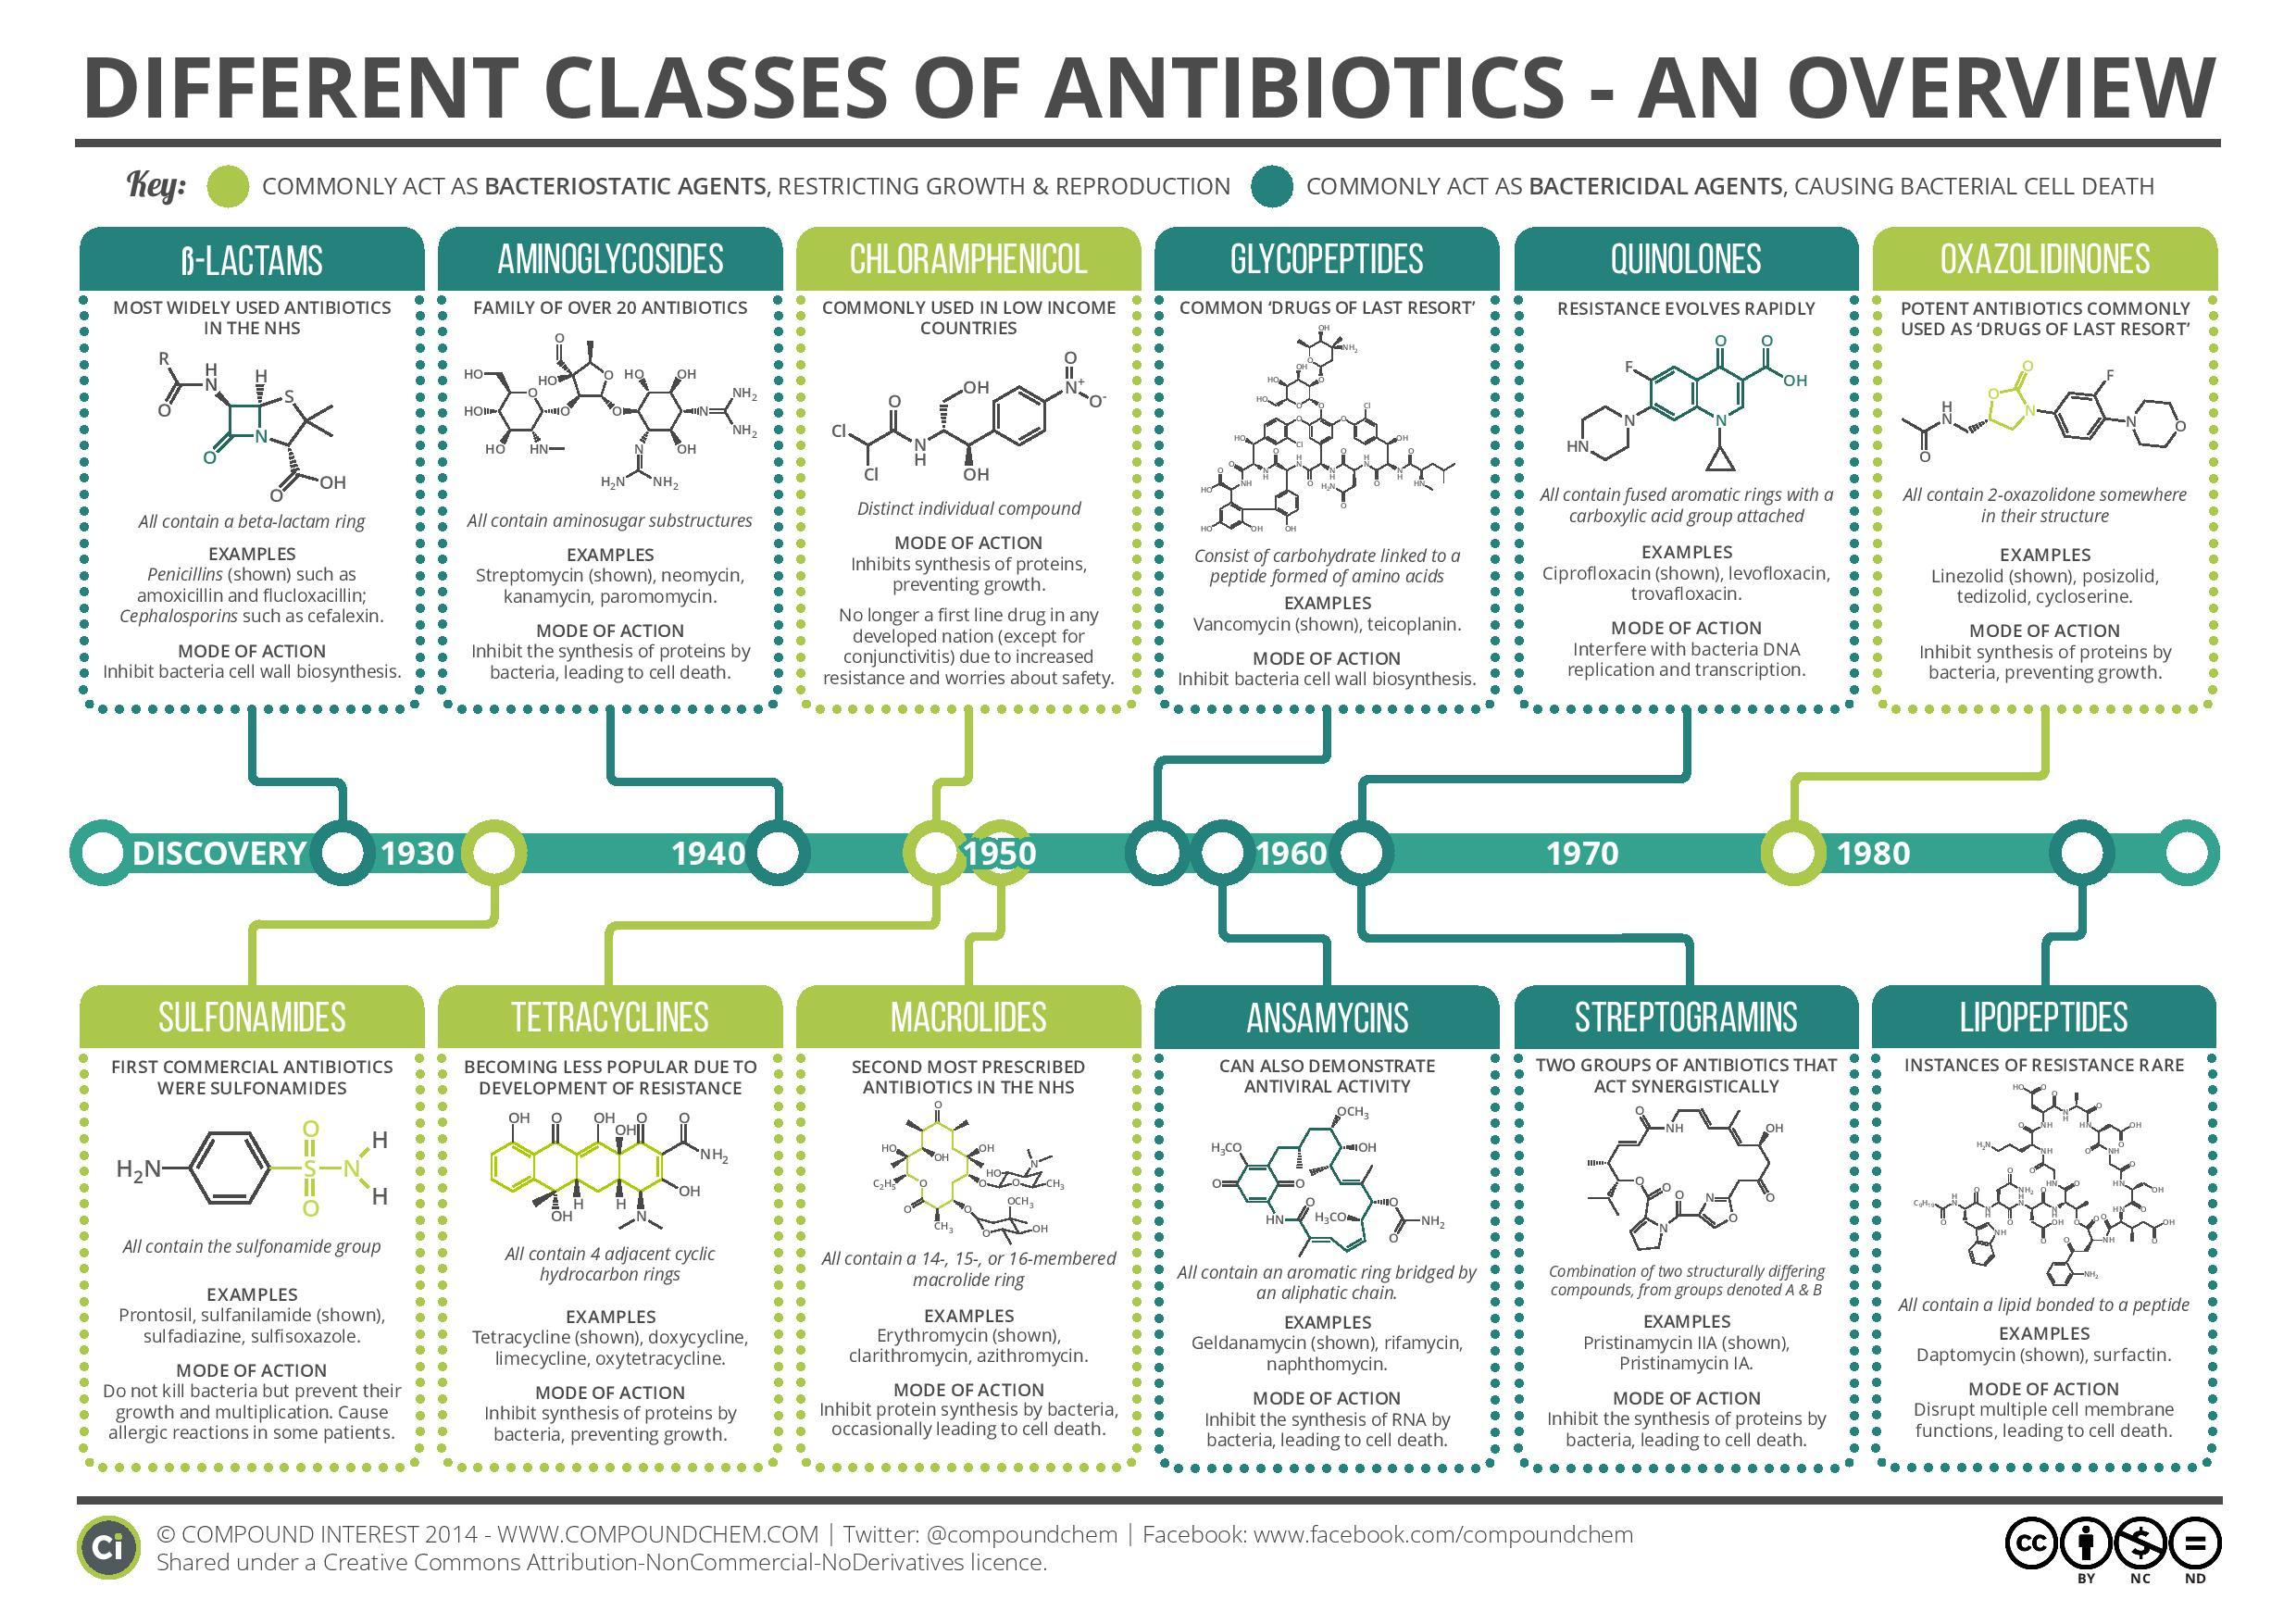 DIFFERENT CLASSES OF ANTIBIOTICS - AN OVERVIEW
Key:
COMMONLY ACT AS BACTERIOSTATIC AGENTS, RESTRICTING GROWTH & REPRODUCTION
COMMONLY ACT AS BACTERICIDAL AGENTS, CAUSING BACTERIAL CELL DEATH
ß-LACTAMS
MOST WIDELY USED ANTIBIOTICS
IN THE NHS
All contain a beta-lactam ring
EXAMPLES
Penicillins (shown) such as
amoxicillin and flucloxacillin;
Cephalosporins such as cefalexin.
MODE OF ACTION
Inhibit bacteria cell wall biosynthesis.
AMINOGLYCOSIDES
FAMILY OF OVER 20 ANTIBIOTICS
All contain aminosugar substructures
EXAMPLES
Streptomycin (shown), neomycin,
kanamycin, paromomycin.
MODE OF ACTION
Inhibit the synthesis of proteins by
bacteria, leading to cell death.
CHLORAMPHENICOL
COMMONLY USED IN LOW INCOME
COUNTRIES
Distinct individual compound
MODE OF ACTION
Inhibits synthesis of proteins,
preventing growth.
No longer a first line drug in any
developed nation (except for
conjunctivitis) due to increased
resistance and worries about safety.
GLYCOPEPTIDES
COMMON ‘DRUGS OF LAST RESORT’
Consist of carbohydrate linked to a
peptide formed of amino acids
EXAMPLES
Vancomycin (shown), teicoplanin.
MODE OF ACTION
Inhibit bacteria cell wall biosynthesis.
QUINOLONES
RESISTANCE EVOLVES RAPIDLY
All contain fused aromatic rings with a
carboxylic acid group attached
EXAMPLES
Ciprofloxacin (shown), levofloxacin,
trovafloxacin.
MODE OF ACTION
Interfere with bacteria DNA
replication and transcription.
OXAZOLIDINONES
POTENT ANTIBIOTICS COMMONLY
USED AS ‘DRUGS OF LAST RESORT’
All contain 2-oxazolidone somewhere
in their structure
EXAMPLES
Linezolid (shown), posizolid,
tedizolid, cycloserine.
MODE OF ACTION
Inhibit synthesis of proteins by
bacteria, preventing growth.
DISCOVERY 1930 1940 1950 1960 1970 1980
SULFONAMIDES
FIRST COMMERCIAL ANTIBIOTICS
WERE SULFONAMIDES
All contain the sulfonamide group
EXAMPLES
Prontosil, sulfanilamide (shown),
sulfadiazine, sulfisoxazole.
MODE OF ACTION
Do not kill bacteria but prevent their
growth and multiplication. Cause
allergic reactions in some patients.
TETRACYCLINES
BECOMING LESS POPULAR DUE TO
DEVELOPMENT OF RESISTANCE
All contain 4 adjacent cyclic
hydrocarbon rings
EXAMPLES
Tetracycline (shown), doxycycline,
limecycline, oxytetracycline.
MODE OF ACTION
Inhibit synthesis of proteins by
bacteria, preventing growth.
MACROLIDES
SECOND MOST PRESCRIBED
ANTIBIOTICS IN THE NHS
All contain a 14-, 15-, or 16-membered
macrolide ring
EXAMPLES
Erythromycin (shown),
clarithromycin, azithromycin.
MODE OF ACTION
Inhibit protein synthesis by bacteria,
occasionally leading to cell death.
ANSAMYCINS
CAN ALSO DEMONSTRATE
ANTIVIRAL ACTIVITY
All contain an aromatic ring bridged by
an aliphatic chain.
EXAMPLES
Geldanamycin (shown), rifamycin,
naphthomycin.
MODE OF ACTION
Inhibit the synthesis of RNA by
bacteria, leading to cell death.
STREPTOGRAMINS
TWO GROUPS OF ANTIBIOTICS THAT
ACT SYNERGISTICALLY
Combination of two structurally differing
compounds, from groups denoted A & B
EXAMPLES
Pristinamycin IIA (shown),
Pristinamycin IA.
MODE OF ACTION
Inhibit the synthesis of proteins by
bacteria, leading to cell death.
LIPOPEPTIDES
INSTANCES OF RESISTANCE RARE
All contain a lipid bonded to a peptide
EXAMPLES
Daptomycin (shown), surfactin.
MODE OF ACTION
Disrupt multiple cell membrane
functions, leading to cell death.
Ci
© COMPOUND INTEREST 2014 - WWW.COMPOUNDCHEM.COM | Twitter: @compoundchem | Facebook: www.facebook.com/compoundchem
Shared under a Creative Commons Attribution-NonCommercial-NoDerivatives licence.
cc
BY NC ND